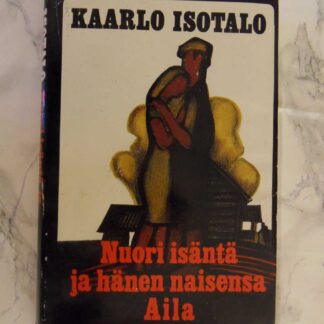 KAARLO ISOTALO
Nuori isäntä
ja hänen naisensa
Aila